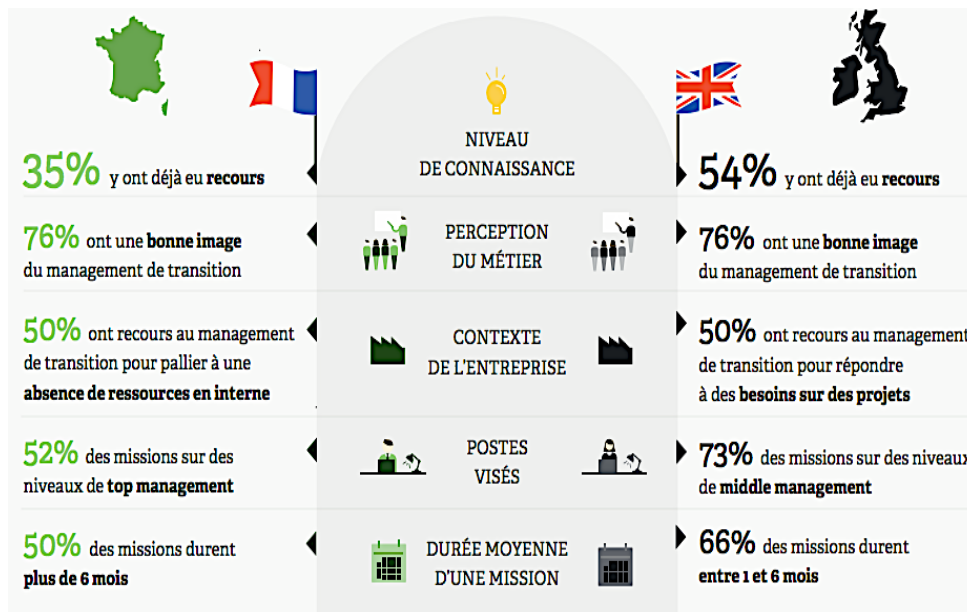 NIVEAU
DE CONNAISSANCE
35% y ont déjà eu recours
54% y ont déjà eu recours
PERCEPTION
DU MÉTIER
76% ont une bonne image
du management de transition
76% ont une bonne image
du management de transition
CONTEXTE
DE L'ENTREPRISE
50% ont recours au management
de transition pour pallier à une
absence de ressources en interne
50% ont recours au management
de transition pour répondre
à des besoins sur des projets
POSTES
VISÉS
52% des missions sur des
niveaux de top management
73% des missions sur des niveaux
de middle management
DURÉE MOYENNE
D'UNE MISSION
50% des missions durent
plus de 6 mois
66% des missions durent
entre 1 et 6 mois